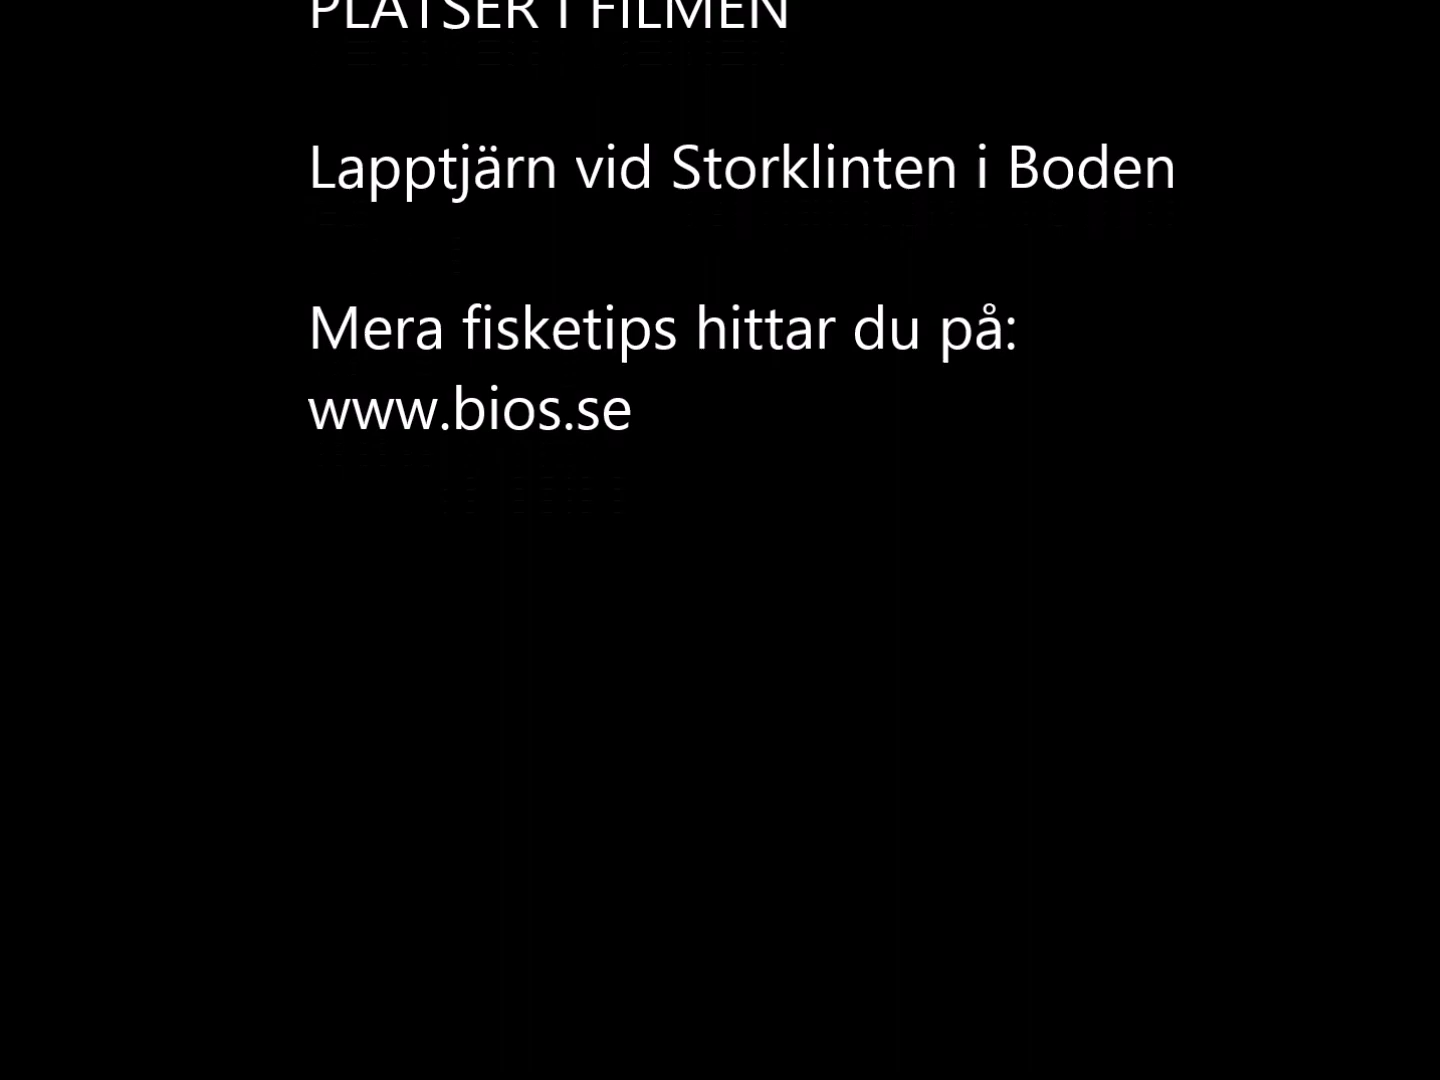 PLATSER I FILMEN
Lapptjärn vid Storklinten i Boden
Mera fisketips hittar du på:
www.bios.se